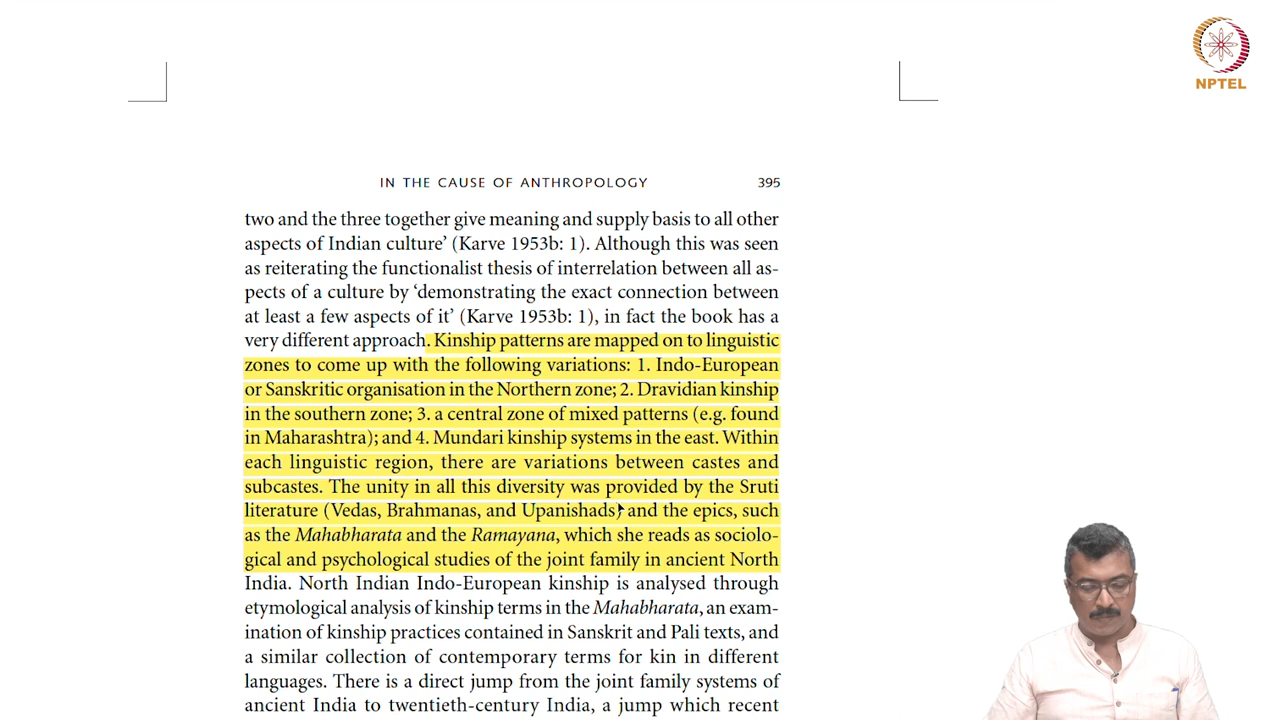 NPTEL
IN THE CAUSE OF ANTHROPOLOGY 395
two and the three together give meaning and supply basis to all other
aspects of Indian culture’ (Karve 1953b: 1). Although this was seen
as reiterating the functionalist thesis of interrelation between all as-
pects of a culture by ‘demonstrating the exact connection between
at least a few aspects of it’ (Karve 1953b: 1), in fact the book has a
very different approach. Kinship patterns are mapped on to linguistic
zones to come up with the following variations: 1. Indo-European
or Sanskritic organisation in the Northern zone; 2. Dravidian kinship
in the southern zone; 3. a central zone of mixed patterns (e.g. found
in Maharashtra); and 4. Mundari kinship systems in the east. Within
each linguistic region, there are variations between castes and
subcastes. The unity in all this diversity was provided by the Sruti
literature (Vedas, Brahmanas, and Upanishads) and the epics, such
as the Mahabharata and the Ramayana, which she reads as sociolo-
gical and psychological studies of the joint family in ancient North
India. North Indian Indo-European kinship is analysed through
etymological analysis of kinship terms in the Mahabharata, an exam-
ination of kinship practices contained in Sanskrit and Pali texts, and
a similar collection of contemporary terms for kin in different
languages. There is a direct jump from the joint family systems of
ancient India to twentieth-century India, a jump which recent